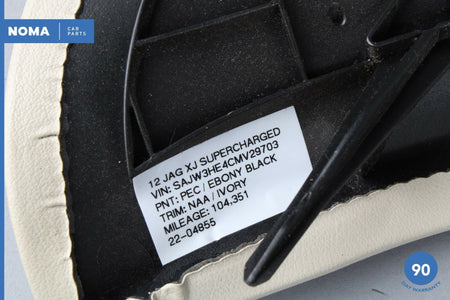 NOMA CAR PARTS
12 JAG XJ SUPERCHARGED
VIN: SAJW3HE4CMV29703
PNT: PEC / EBONY BLACK
TRIM: NAA / IVORY
MILEAGE: 104,351
22-04855
90
DAY WARRANTY